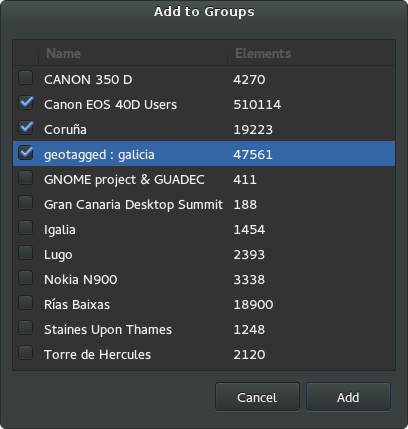 Add to Groups
Name Elements
CANON 350 D 4270
Canon EOS 40D Users 510114
Coruña 19223
geotagged : galicia 47561
GNOME project & GUADEC 411
Gran Canaria Desktop Summit 188
Igalia 1454
Lugo 2393
Nokia N900 3338
Rías Baixas 18900
Staines Upon Thames 1248
Torre de Hercules 2120
Cancel Add